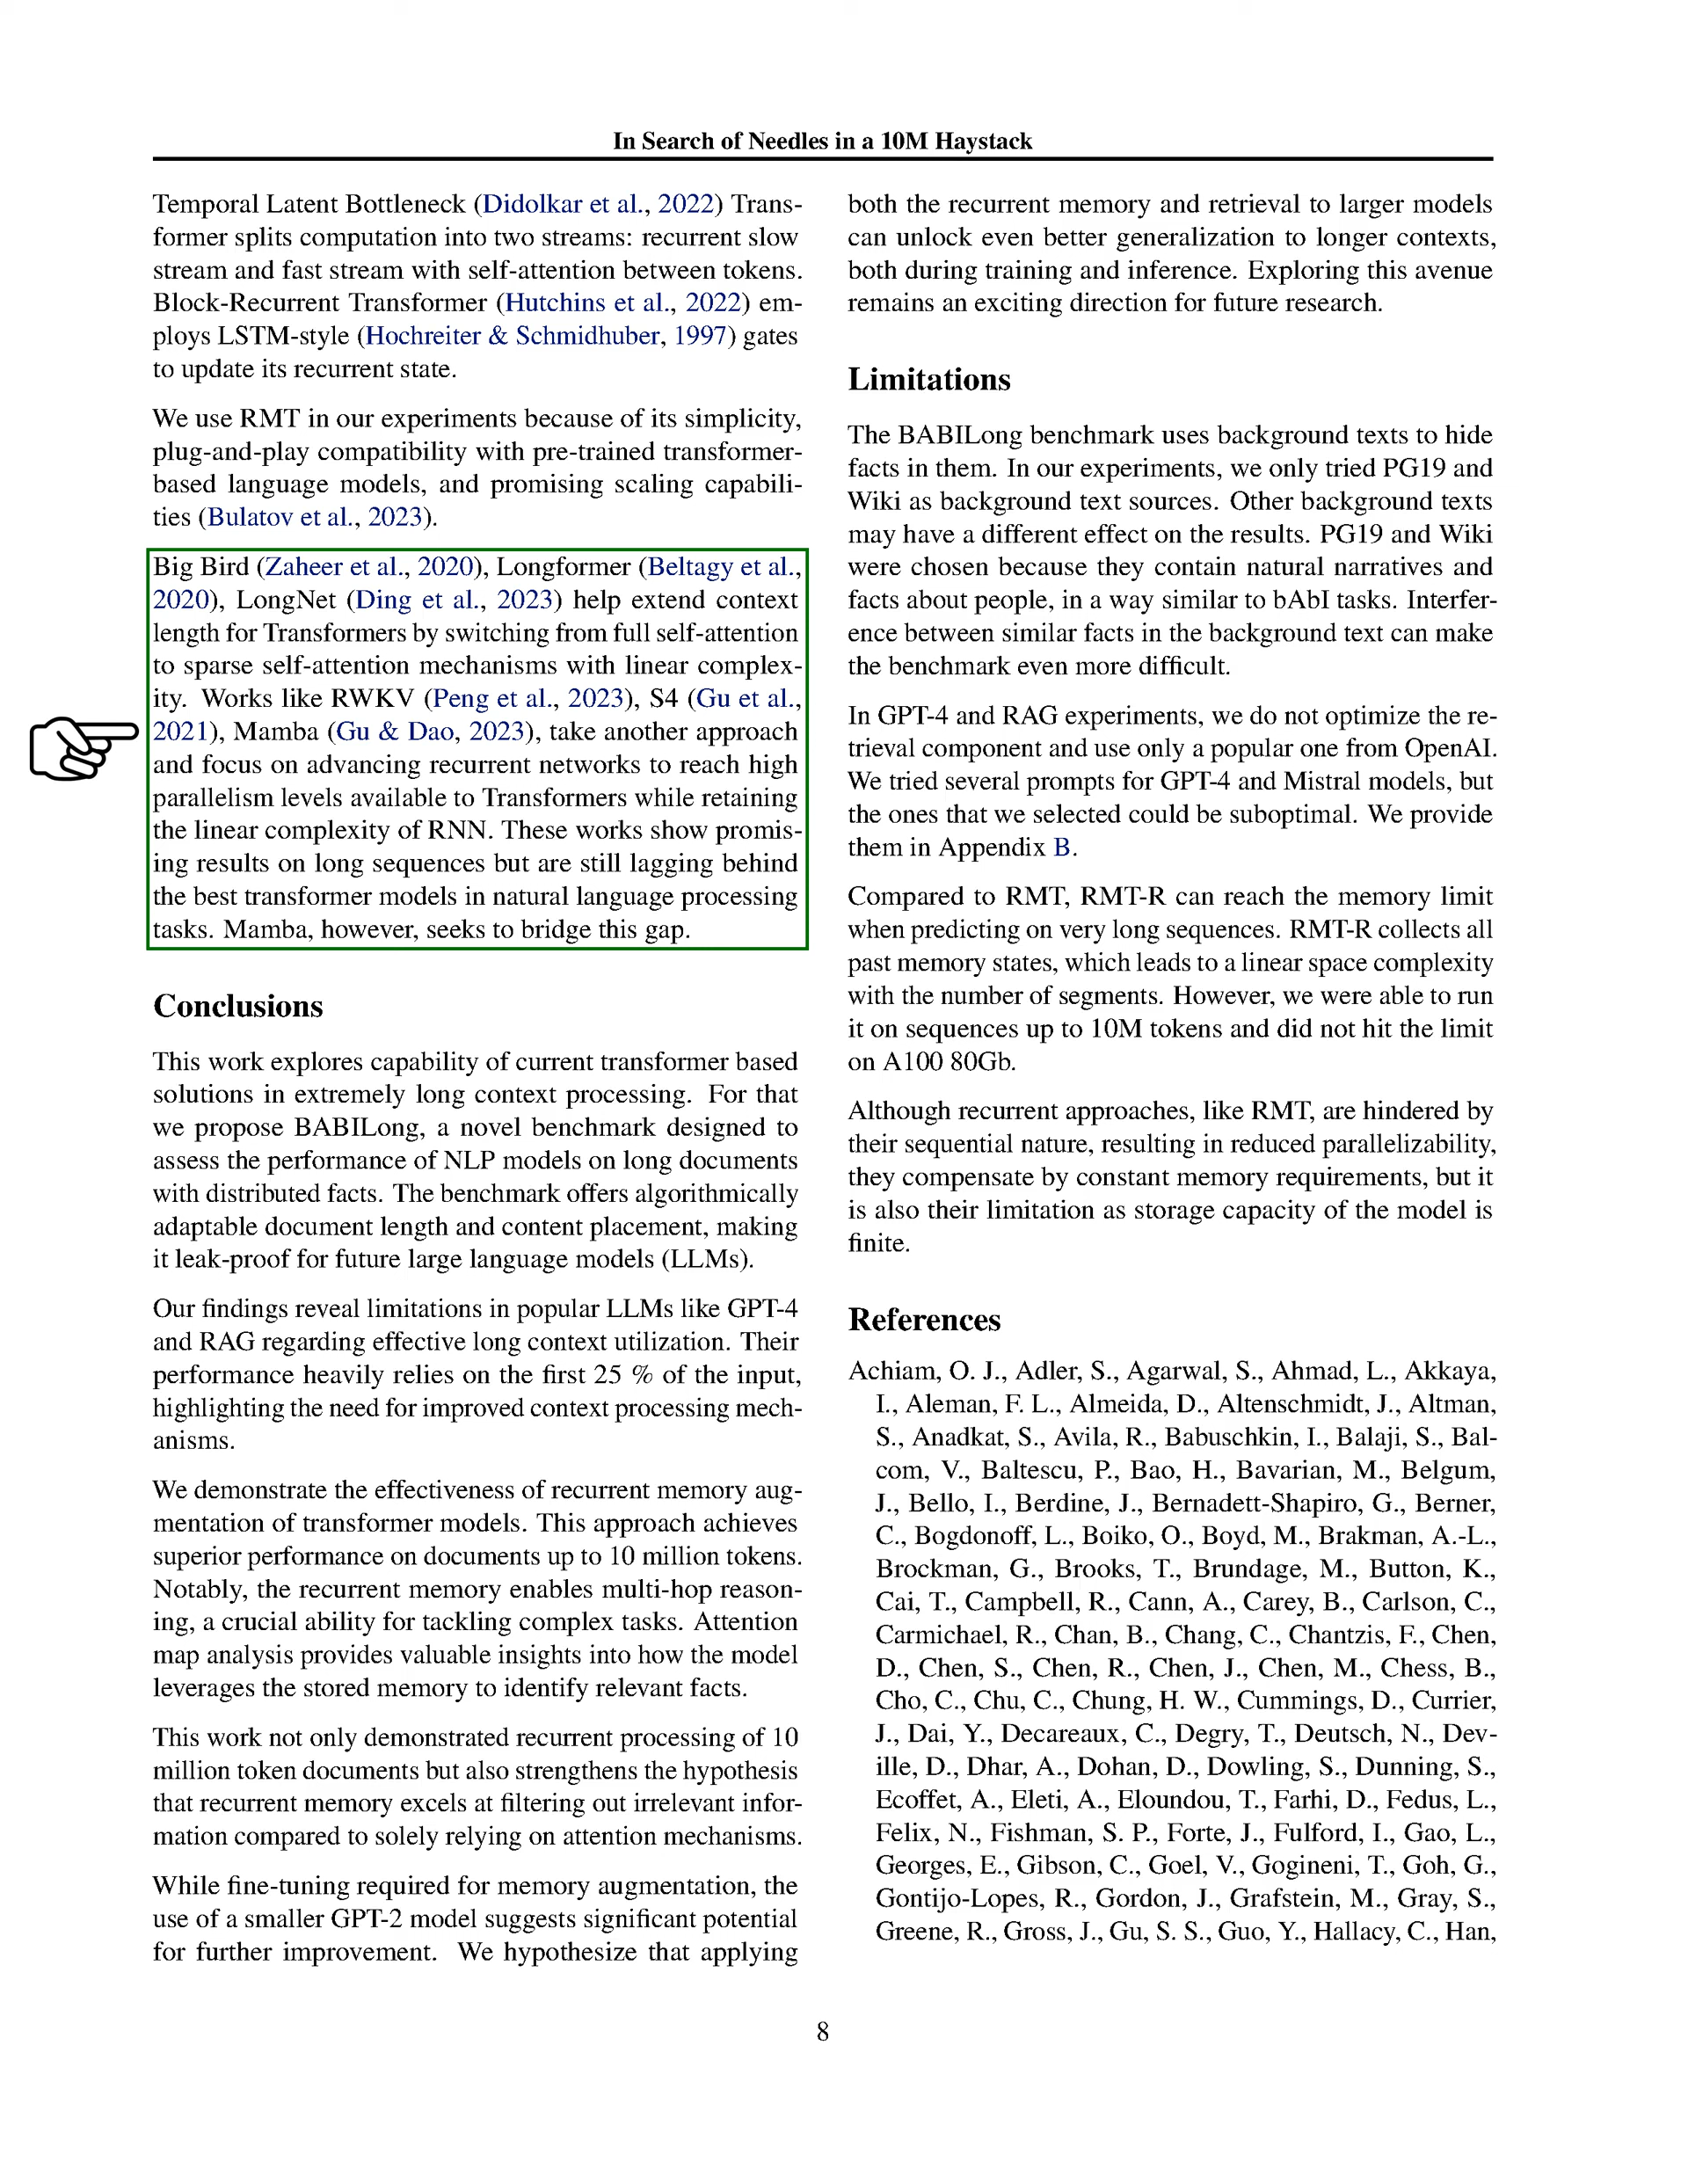 In Search of Needles in a 10M Haystack
Temporal Latent Bottleneck (Didolkar et al., 2022) Trans-
former splits computation into two streams: recurrent slow
stream and fast stream with self-attention between tokens.
Block-Recurrent Transformer (Hutchins et al., 2022) em-
ploys LSTM-style (Hochreiter & Schmidhuber, 1997) gates
to update its recurrent state.
We use RMT in our experiments because of its simplicity,
plug-and-play compatibility with pre-trained transformer-
based language models, and promising scaling capabili-
ties (Bulatov et al., 2023).
Big Bird (Zaheer et al., 2020), Longformer (Beltagy et al.,
2020), LongNet (Ding et al., 2023) help extend context
length for Transformers by switching from full self-attention
to sparse self-attention mechanisms with linear complex-
ity. Works like RWKV (Peng et al., 2023), S4 (Gu et al.,
2021), Mamba (Gu & Dao, 2023), take another approach
and focus on advancing recurrent networks to reach high
parallelism levels available to Transformers while retaining
the linear complexity of RNN. These works show promis-
ing results on long sequences but are still lagging behind
the best transformer models in natural language processing
tasks. Mamba, however, seeks to bridge this gap.
Conclusions
This work explores capability of current transformer based
solutions in extremely long context processing. For that
we propose BABILong, a novel benchmark designed to
assess the performance of NLP models on long documents
with distributed facts. The benchmark offers algorithmically
adaptable document length and content placement, making
it leak-proof for future large language models (LLMs).
Our findings reveal limitations in popular LLMs like GPT-4
and RAG regarding effective long context utilization. Their
performance heavily relies on the first 25 % of the input,
highlighting the need for improved context processing mech-
anisms.
We demonstrate the effectiveness of recurrent memory aug-
mentation of transformer models. This approach achieves
superior performance on documents up to 10 million tokens.
Notably, the recurrent memory enables multi-hop reason-
ing, a crucial ability for tackling complex tasks. Attention
map analysis provides valuable insights into how the model
leverages the stored memory to identify relevant facts.
This work not only demonstrated recurrent processing of 10
million token documents but also strengthens the hypothesis
that recurrent memory excels at filtering out irrelevant infor-
mation compared to solely relying on attention mechanisms.
While fine-tuning required for memory augmentation, the
use of a smaller GPT-2 model suggests significant potential
for further improvement. We hypothesize that applying
both the recurrent memory and retrieval to larger models
can unlock even better generalization to longer contexts,
both during training and inference. Exploring this avenue
remains an exciting direction for future research.
Limitations
The BABILong benchmark uses background texts to hide
facts in them. In our experiments, we only tried PG19 and
Wiki as background text sources. Other background texts
may have a different effect on the results. PG19 and Wiki
were chosen because they contain natural narratives and
facts about people, in a way similar to bAbI tasks. Interfer-
ence between similar facts in the background text can make
the benchmark even more difficult.
In GPT-4 and RAG experiments, we do not optimize the re-
trieval component and use only a popular one from OpenAI.
We tried several prompts for GPT-4 and Mistral models, but
the ones that we selected could be suboptimal. We provide
them in Appendix B.
Compared to RMT, RMT-R can reach the memory limit
when predicting on very long sequences. RMT-R collects all
past memory states, which leads to a linear space complexity
with the number of segments. However, we were able to run
it on sequences up to 10M tokens and did not hit the limit
on A100 80Gb.
Although recurrent approaches, like RMT, are hindered by
their sequential nature, resulting in reduced parallelizability,
they compensate by constant memory requirements, but it
is also their limitation as storage capacity of the model is
finite.
References
Achiam, O. J., Adler, S., Agarwal, S., Ahmad, L., Akkaya,
I., Aleman, F. L., Almeida, D., Altenschmidt, J., Altman,
S., Anadkat, S., Avila, R., Babuschkin, I., Balaji, S., Bal-
com, V., Baltescu, P., Bao, H., Bavarian, M., Belgum,
J., Bello, I., Berdine, J., Bernadett-Shapiro, G., Berner,
C., Bogdonoff, L., Boiko, O., Boyd, M., Brakman, A.-L.,
Brockman, G., Brooks, T., Brundage, M., Button, K.,
Cai, T., Campbell, R., Cann, A., Carey, B., Carlson, C.,
Carmichael, R., Chan, B., Chang, C., Chantzis, F., Chen,
D., Chen, S., Chen, R., Chen, J., Chen, M., Chess, B.,
Cho, C., Chu, C., Chung, H. W., Cummings, D., Currier,
J., Dai, Y., Decareaux, C., Degry, T., Deutsch, N., Dev-
ille, D., Dhar, A., Dohan, D., Dowling, S., Dunning, S.,
Ecoffet, A., Eleti, A., Eloundou, T., Farhi, D., Fedus, L.,
Felix, N., Fishman, S. P., Forte, J., Fulford, I., Gao, L.,
Georges, E., Gibson, C., Goel, V., Gogineni, T., Goh, G.,
Gontijo-Lopes, R., Gordon, J., Grafstein, M., Gray, S.,
Greene, R., Gross, J., Gu, S. S., Guo, Y., Hallacy, C., Han,
8